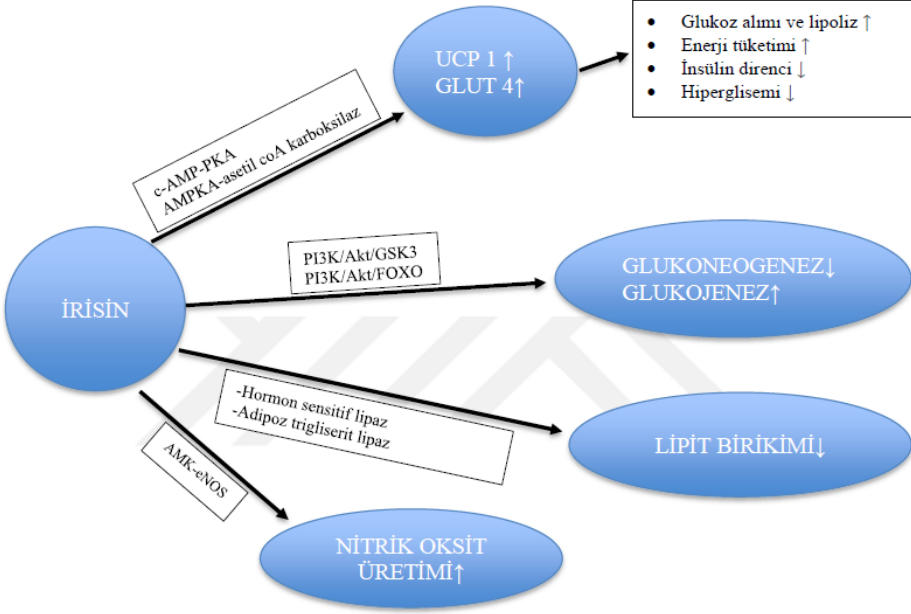 UCP 1 ↑
GLUT 4↑
• Glukoz alımı ve lipoliz ↑
• Enerji tüketimi ↑
• İnsülin direnci ↓
• Hiperglisemi ↓
c-AMP-PKA
AMPKA-asetil coA karboksilaz
PI3K/Akt/GSK3
PI3K/Akt/FOXO
GLUKONEOGENEZ↓
GLUKOJENEZ↑
İRİSİN
-Hormon sensitif lipaz
-Adipoz trigliserit lipaz
LİPİT BİRİKİMİ↓
AMK-eNOS
NİTRİK OKSİT
ÜRETİMİ↑